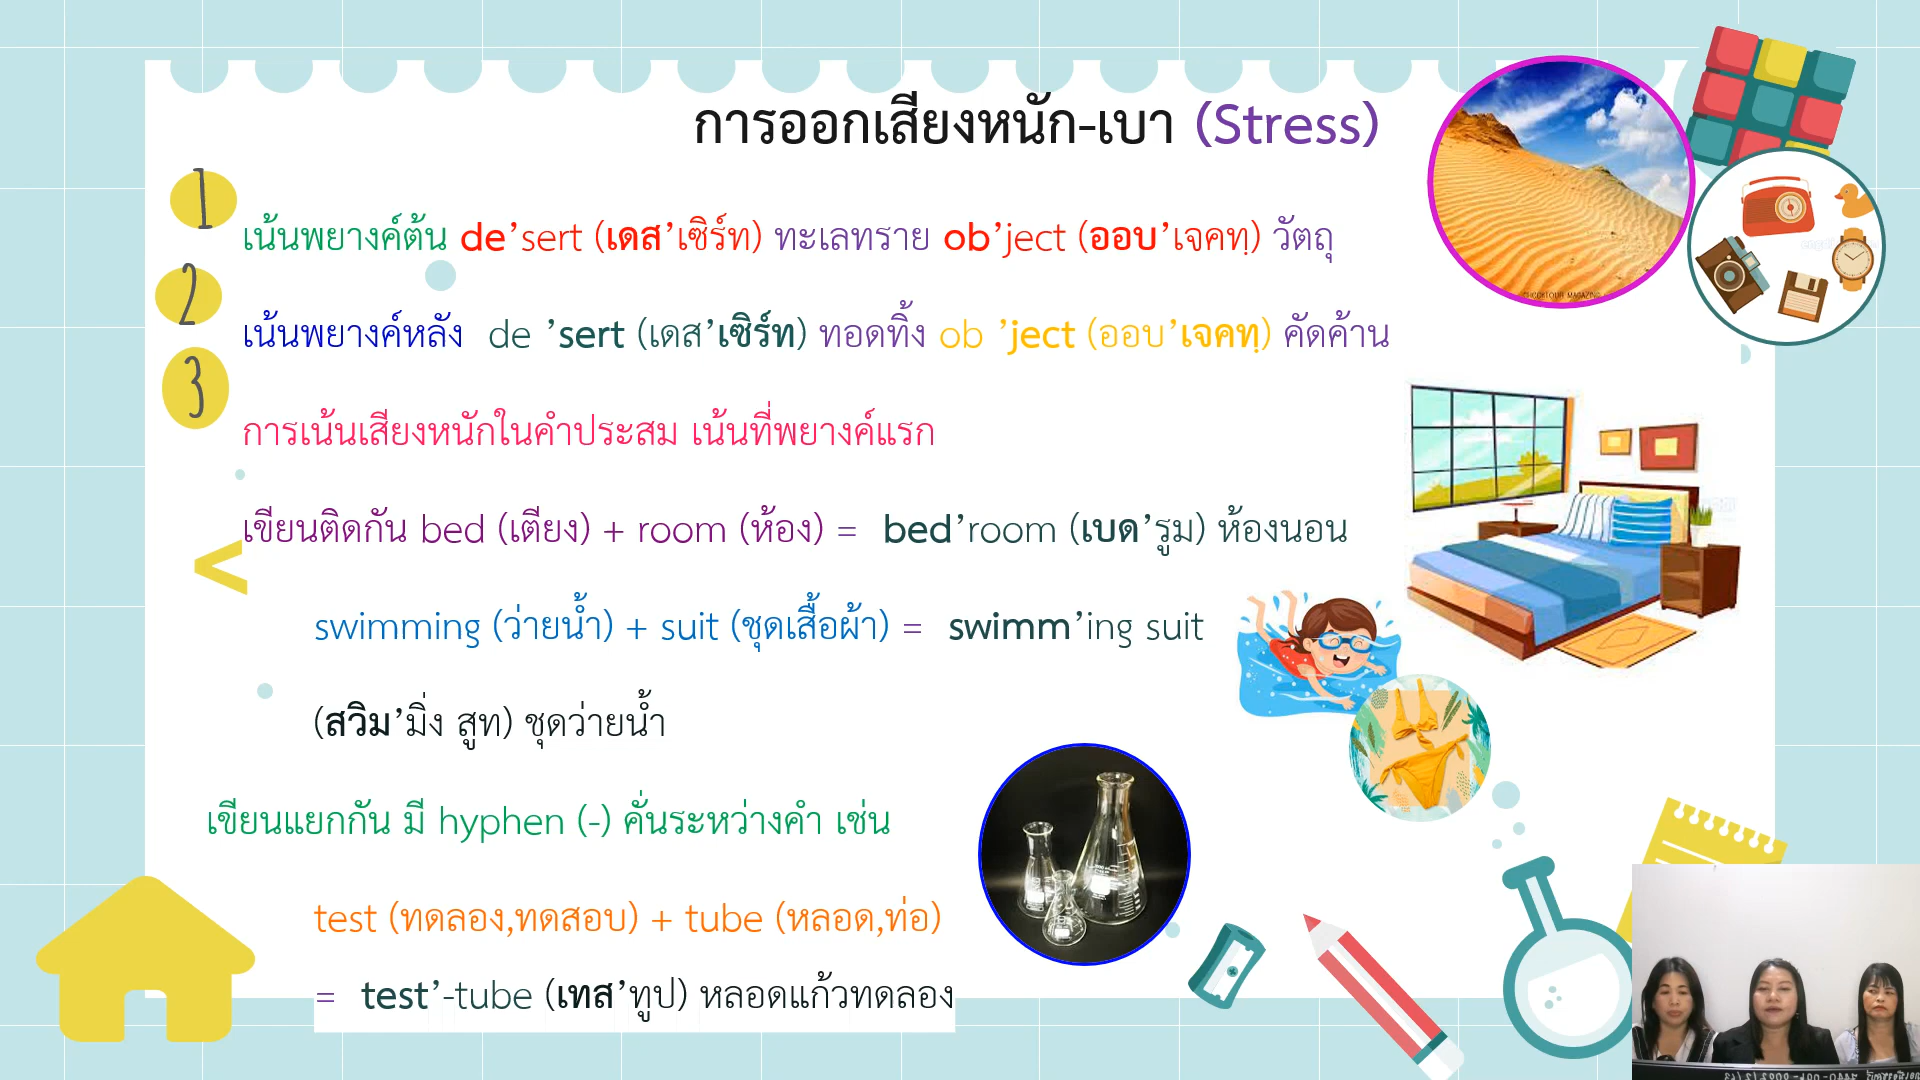 การออกเสียงหนัก-เบา (Stress)
1
เน้นพยางค์ต้น de’sert (เดส’เซิร์ท) ทะเลทราย ob’ject (ออบ’เจคทฺ) วัตถุ
2
เน้นพยางค์หลัง de ’sert (เดส’เซิร์ท) ทอดทิ้ง ob ’ject (ออบ’เจคทฺ) คัดค้าน
3
การเน้นเสียงหนักในคำประสม เน้นที่พยางค์แรก
เขียนติดกัน bed (เตียง) + room (ห้อง) = bed’room (เบด’รูม) ห้องนอน
<
swimming (ว่ายน้ำ) + suit (ชุดเสื้อผ้า) = swimm’ing suit
(สวิม’มิ่ง สูท) ชุดว่ายน้ำ
เขียนแยกกัน มี hyphen (-) คั่นระหว่างคำ เช่น
test (ทดลอง,ทดสอบ) + tube (หลอด,ท่อ)
= test’-tube (เทส’ทูป) หลอดแก้วทดลอง